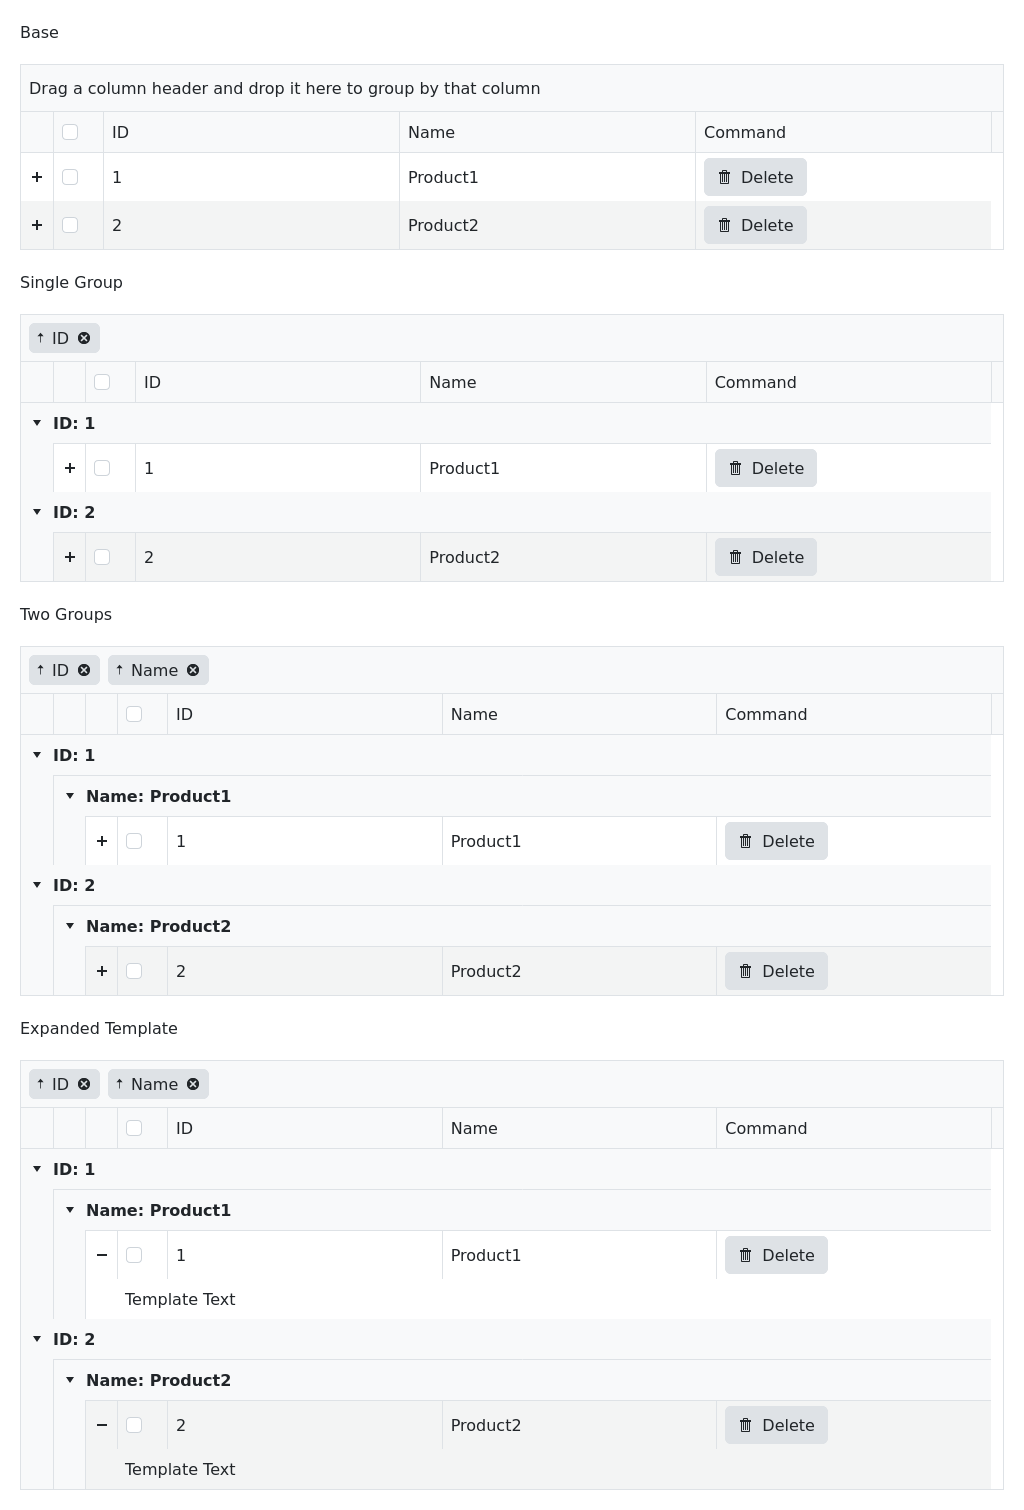 Base
Drag a column header and drop it here to group by that column
ID Name Command
1 Product1 Delete
2 Product2 Delete
Single Group
ID
ID Name Command
ID: 1
1 Product1 Delete
ID: 2
2 Product2 Delete
Two Groups
ID Name
ID Name Command
ID: 1
Name: Product1
1 Product1 Delete
ID: 2
Name: Product2
2 Product2 Delete
Expanded Template
ID Name
ID Name Command
ID: 1
Name: Product1
1 Product1 Delete
Template Text
ID: 2
Name: Product2
2 Product2 Delete
Template Text